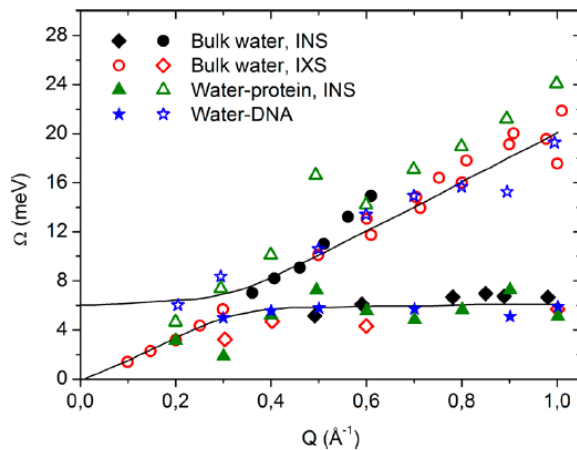 28
24
20
16
12
8
4
0
Ω (meV)
Bulk water, INS
Bulk water, IXS
Water-protein, INS
Water-DNA
0,0 0,2 0,4 0,6 0,8 1,0
Q (Å⁻¹)